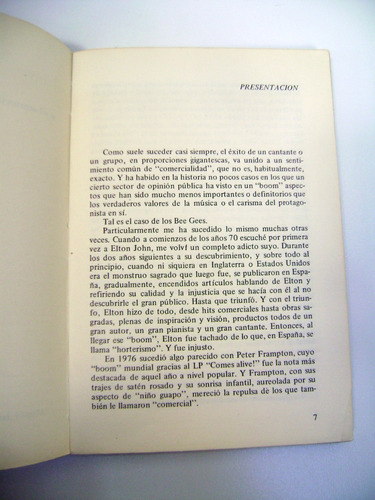 PRESENTACION
Como suele suceder casi siempre, el éxito de un cantante o
un grupo, en proporciones gigantescas, va unido a un senti-
miento común de “comercialidad”, que no es, habitualmente,
exacto. Y ha habido en la historia no pocos casos en los que un
cierto sector de opinión pública ha visto en un “boom” aspec-
tos que han sido mucho menos importantes o definitorios que
los verdaderos valores de la música o el carisma del protago-
nista en sí.
Tal es el caso de los Bee Gees.
Particularmente me ha sucedido lo mismo muchas otras
veces. Cuando a comienzos de los años 70 escuché por primera
vez a Elton John, me volví un completo adicto suyo. Durante
los dos años siguientes a su descubrimiento, y sobre todo al
principio, cuando ni siquiera en Inglaterra o Estados Unidos
era el monstruo sagrado que luego fue, se publicaron en Espa-
ña, gradualmente, encendidos artículos hablando de Elton y
refiriendo su calidad y la injusticia que se hacía con él al no
descubrirle el gran público. Hasta que triunfó. Y con el triun-
fo, Elton hizo de todo, desde hits comerciales hasta obras sa-
gradas, plenas de inspiración y visión, productos todos de un
gran autor, un gran pianista y un gran cantante. Entonces, al
llegar ese “boom”, Elton fue tachado de lo que, en España, se
llama “horterismo”. Y fue injusto.
En 1976 sucedió algo parecido con Peter Frampton, cuyo
“boom” mundial gracias al LP “Comes alive!” fue la nota más
destacada de aquel año a nivel popular. Y Frampton, con sus
trajes de satén rosado y su sonrisa infantil, aureolada por su
aspecto de “niño guapo”, mereció la repulsa de los que tam-
bién le llamaron “comercial”.
7